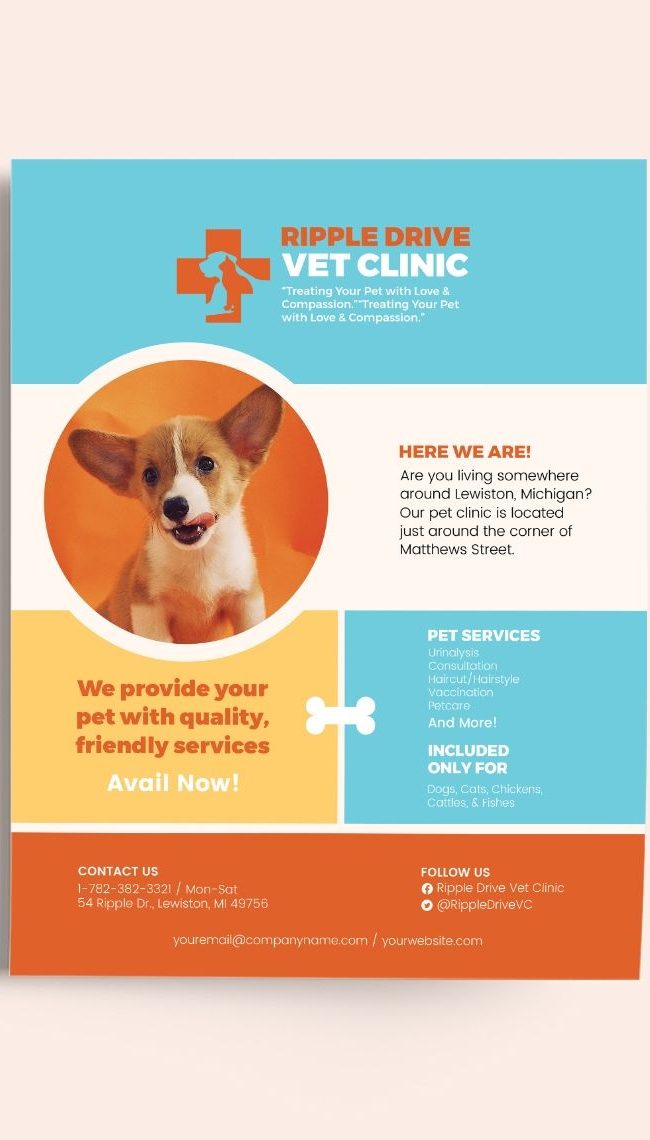 RIPPLE DRIVE
VET CLINIC
"Treating Your Pet with Love &
Compassion.""Treating Your Pet
with Love & Compassion."
HERE WE ARE!
Are you living somewhere
around Lewiston, Michigan?
Our pet clinic is located
just around the corner of
Matthews Street.
We provide your
pet with quality,
friendly services
Avail Now!
PET SERVICES
Urinalysis
Consultation
Haircut/Hairstyle
Vaccination
Petcare
And More!
INCLUDED
ONLY FOR
Dogs, Cats, Chickens,
Cattles, & Fishes
CONTACT US
1-782-382-3321 / Mon-Sat
54 Ripple Dr., Lewiston, MI 49756
FOLLOW US
Ripple Drive Vet Clinic
@RippleDriveVC
youremail@companyname.com / yourwebsite.com